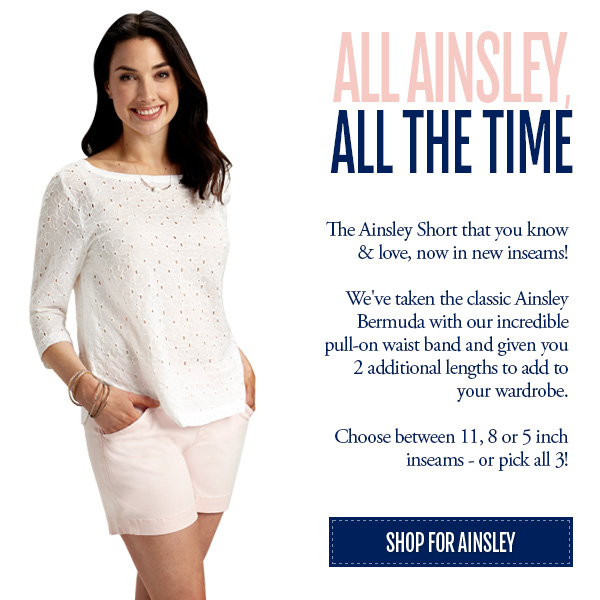 ALL AINSLEY,
ALL THE TIME
The Ainsley Short that you know
& love, now in new inseams!
We've taken the classic Ainsley
Bermuda with our incredible
pull-on waist band and given you
2 additional lengths to add to
your wardrobe.
Choose between 11, 8 or 5 inch
inseams - or pick all 3!
SHOP FOR AINSLEY